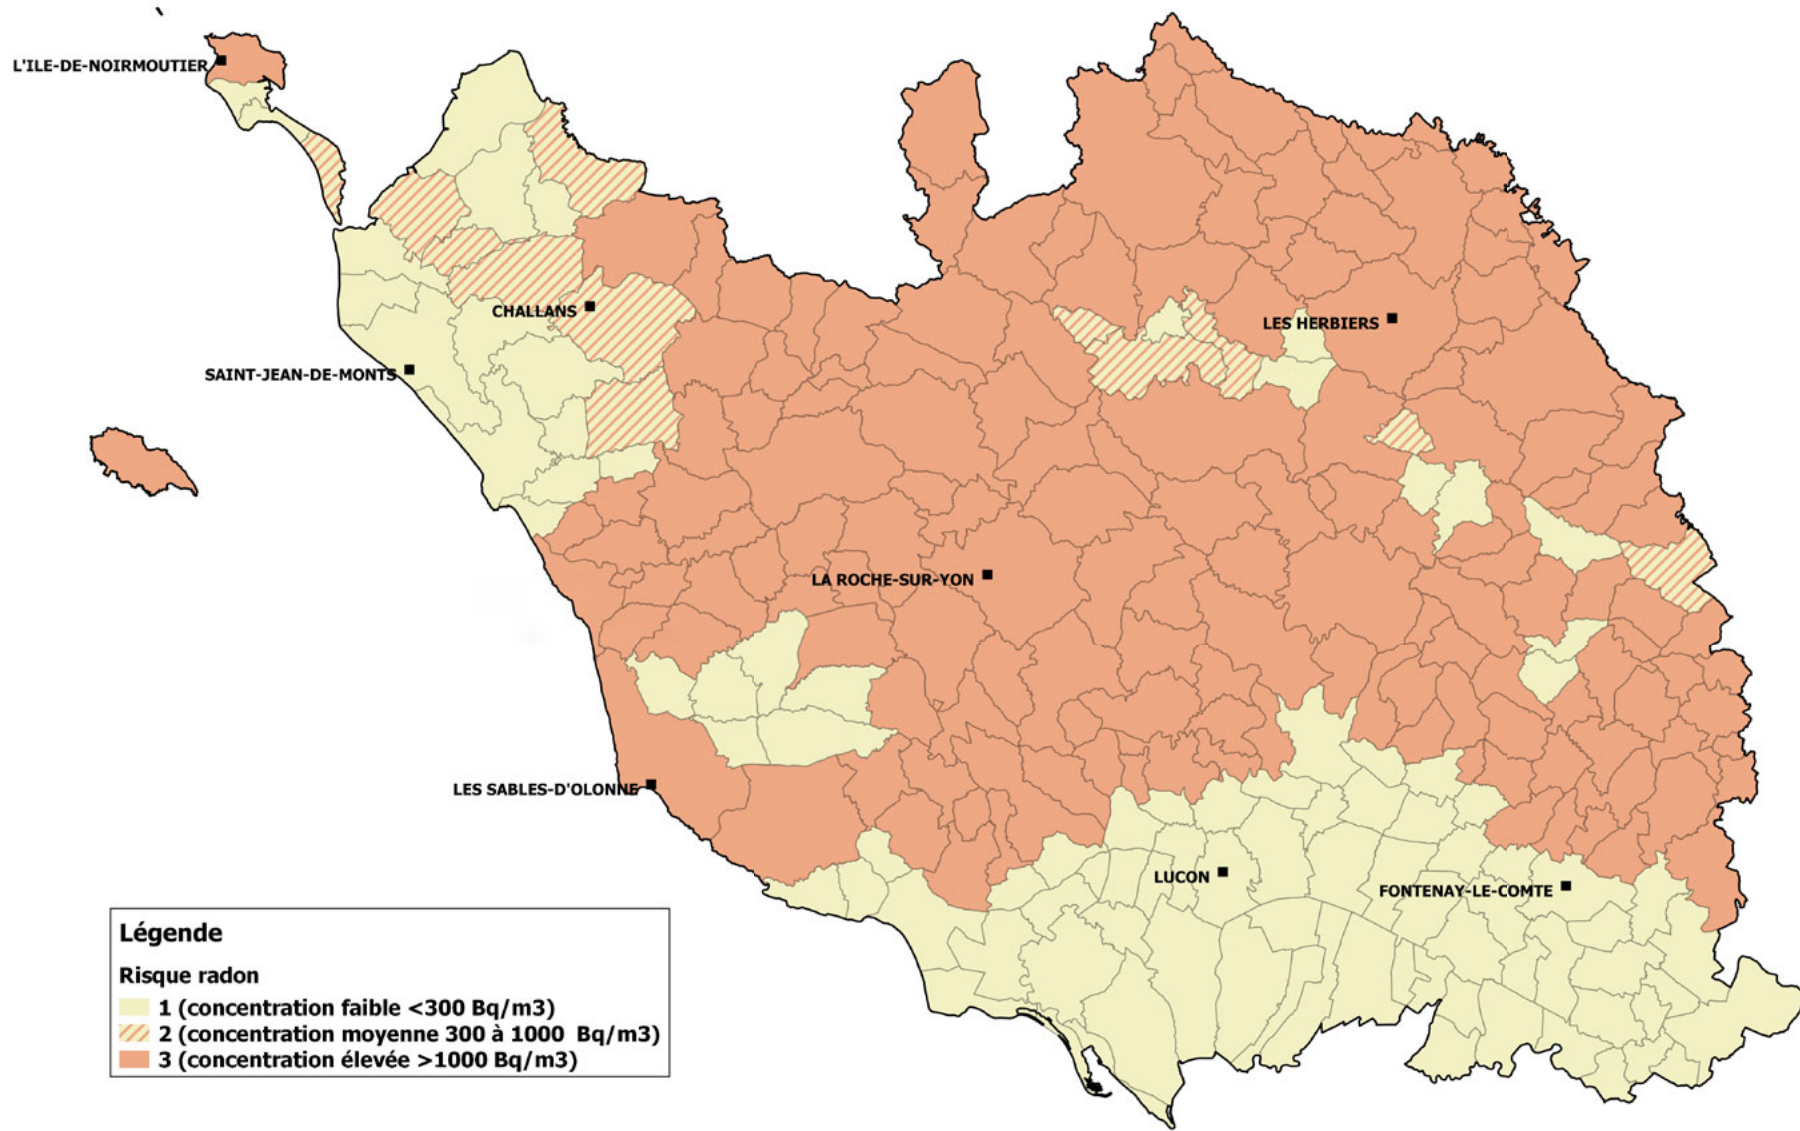 L'ILE-DE-NOIRMOUTIER
CHALLANS
LES HERBIERS
SAINT-JEAN-DE-MONTS
LA ROCHE-SUR-YON
LES SABLES-D'OLONNE
LUCON
FONTENAY-LE-COMTE
Légende
Risque radon
1 (concentration faible <300 Bq/m3)
2 (concentration moyenne 300 à 1000 Bq/m3)
3 (concentration élevée >1000 Bq/m3)